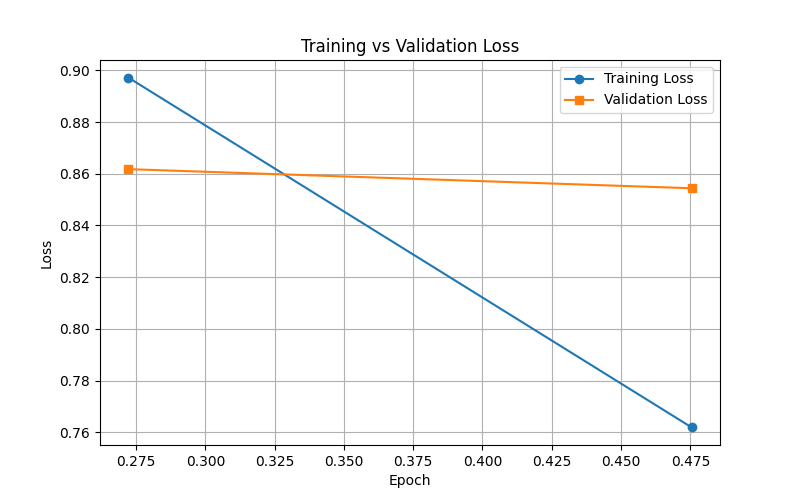 Training vs Validation Loss
Training Loss
Validation Loss
0.90
0.88
0.86
0.84
0.82
0.80
0.78
0.76
Loss
0.275 0.300 0.325 0.350 0.375 0.400 0.425 0.450 0.475
Epoch